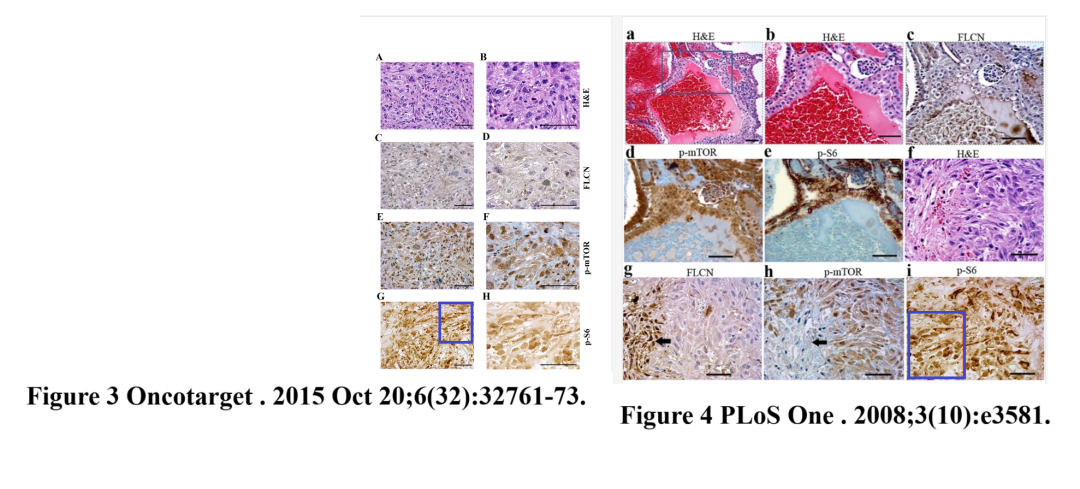 a H&E
b H&E
c FLCN
A
B
H&E
C
D
FLCN
d p-mTOR
e p-S6
f H&E
E
F
p-mTOR
g FLCN
h p-mTOR
i p-S6
G
H
p-S6
Figure 3 Oncotarget . 2015 Oct 20;6(32):32761-73.
Figure 4 PLoS One . 2008;3(10):e3581.